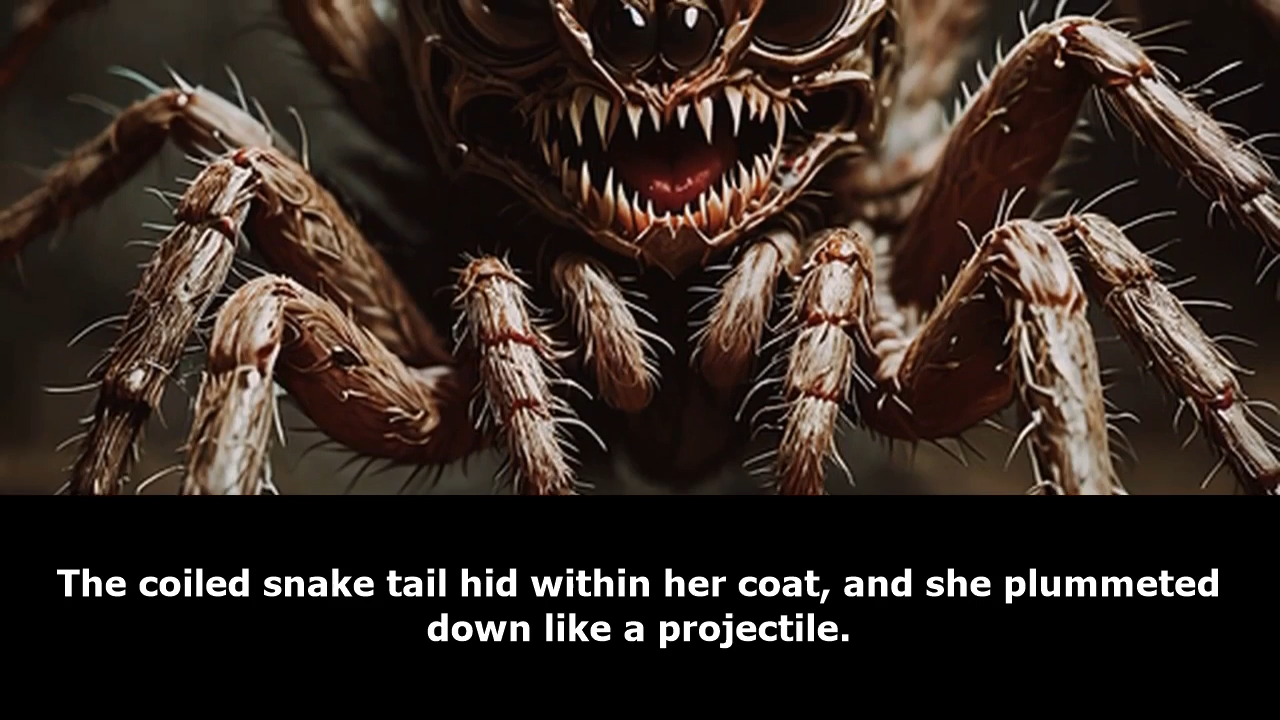 The coiled snake tail hid within her coat, and she plummeted
down like a projectile.